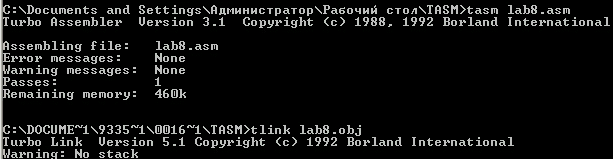 C:\Documents and Settings\Администратор\Рабочий стол\TASM>tasm lab8.asm
Turbo Assembler  Version 3.1  Copyright (c) 1988, 1992 Borland International
Assembling file:   lab8.asm
Error messages:    None
Warning messages:  None
Passes:            1
Remaining memory:  460k
C:\DOCUME~1\9335~1\0016~1\TASM>tlink lab8.obj
Turbo Link  Version 5.1 Copyright (c) 1992 Borland International
Warning: No stack